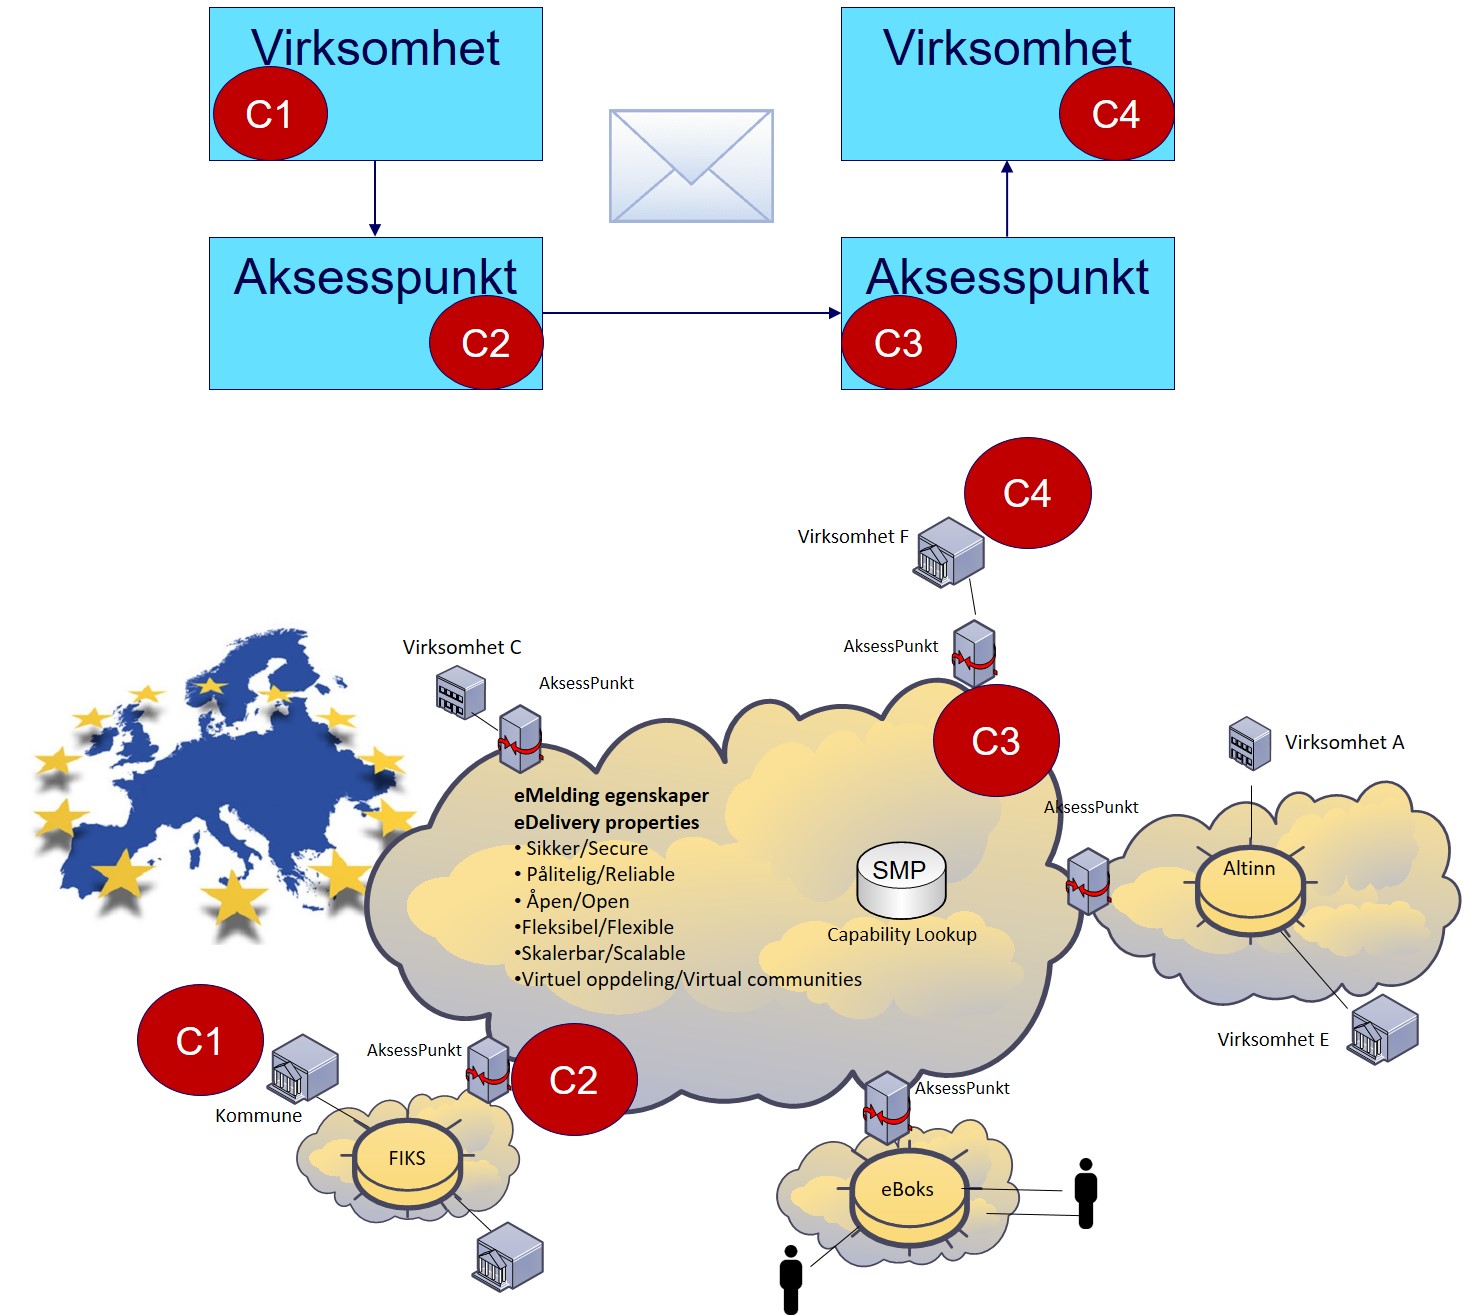 Virksomhet
C1
Virksomhet
C4
Aksesspunkt
C2
Aksesspunkt
C3
C4
Virksomhet F
AksessPunkt
Virksomhet C
AksessPunkt
C3
Virksomhet A
AksessPunkt
eMelding egenskaper
eDelivery properties
• Sikker/Secure
• Pålitelig/Reliable
• Åpen/Open
•Fleksibel/Flexible
•Skalerbar/Scalable
•Virtuel oppdeling/Virtual communities
SMP
Capability Lookup
Altinn
Virksomhet E
C1
Kommune
AksessPunkt
C2
FIKS
AksessPunkt
eBoks